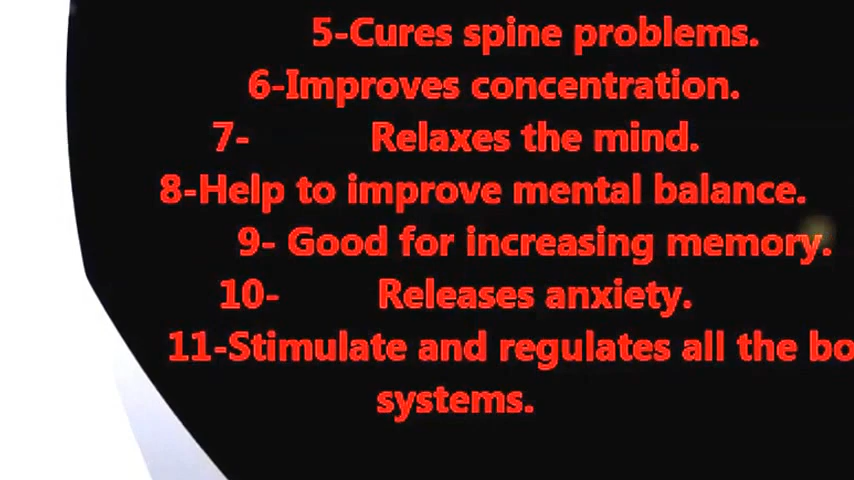 5-Cures spine problems.
6-Improves concentration.
7- Relaxes the mind.
8-Help to improve mental balance.
9- Good for increasing memory.
10- Releases anxiety.
11-Stimulate and regulates all the
systems.